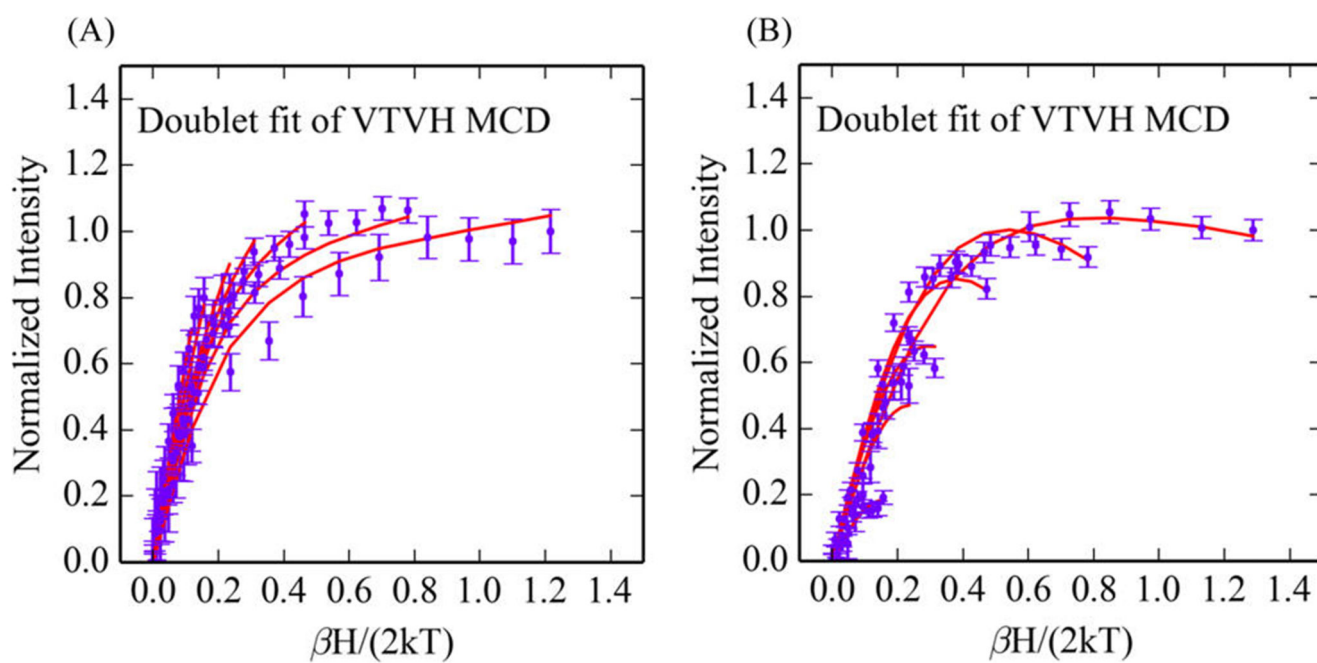 (A)
Doublet fit of VTVH MCD
Normalized Intensity
1.4
1.2
1.0
0.8
0.6
0.4
0.2
0.0
0.0 0.2 0.4 0.6 0.8 1.0 1.2 1.4
βH/(2kT)
(B)
Doublet fit of VTVH MCD
Normalized Intensity
1.4
1.2
1.0
0.8
0.6
0.4
0.2
0.0
0.0 0.2 0.4 0.6 0.8 1.0 1.2 1.4
βH/(2kT)